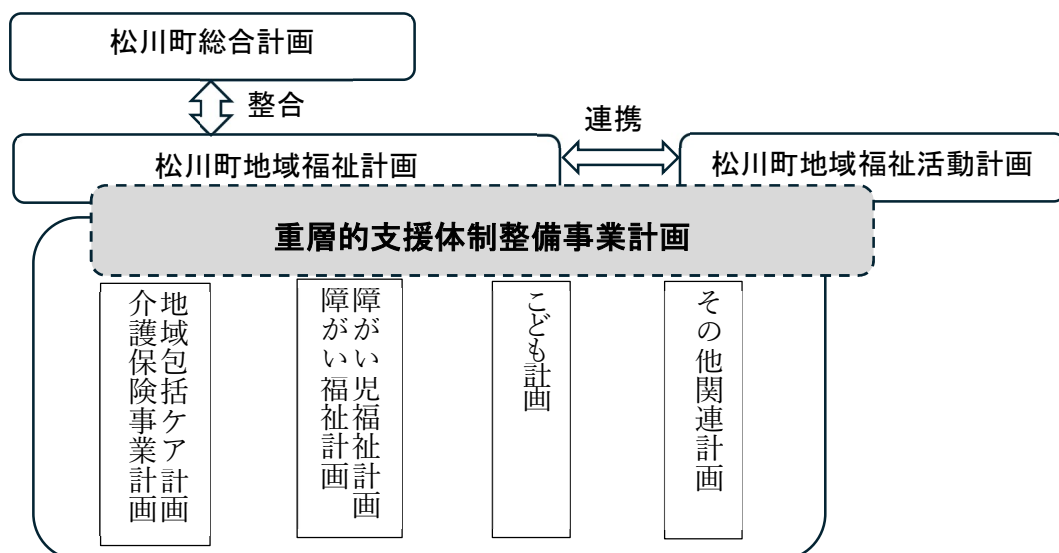 松川町総合計画
整合
連携
松川町地域福祉計画
松川町地域福祉活動計画
重層的支援体制整備事業計画
地域包括ケア計画
介護保険事業計画
障がい児福祉計画
障がい福祉計画
こども計画
その他関連計画